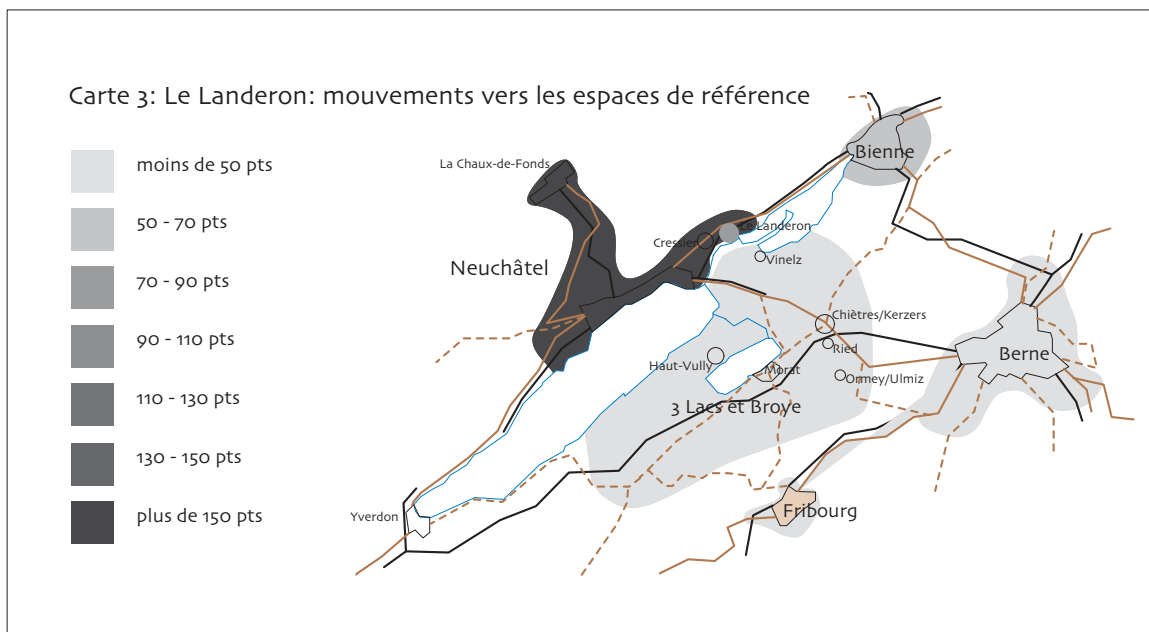 Carte 3: Le Landeron: mouvements vers les espaces de référence
moins de 50 pts
50 - 70 pts
70 - 90 pts
90 - 110 pts
110 - 130 pts
130 - 150 pts
plus de 150 pts
La Chaux-de-Fonds
Bienne
Le Landeron
Cressier
Neuchâtel
Vinelz
Chiètres/Kerzers
Ried
Berne
Haut-Vully
Morat
Ormey/Ulmiz
3 Lacs et Broye
Yverdon
Fribourg